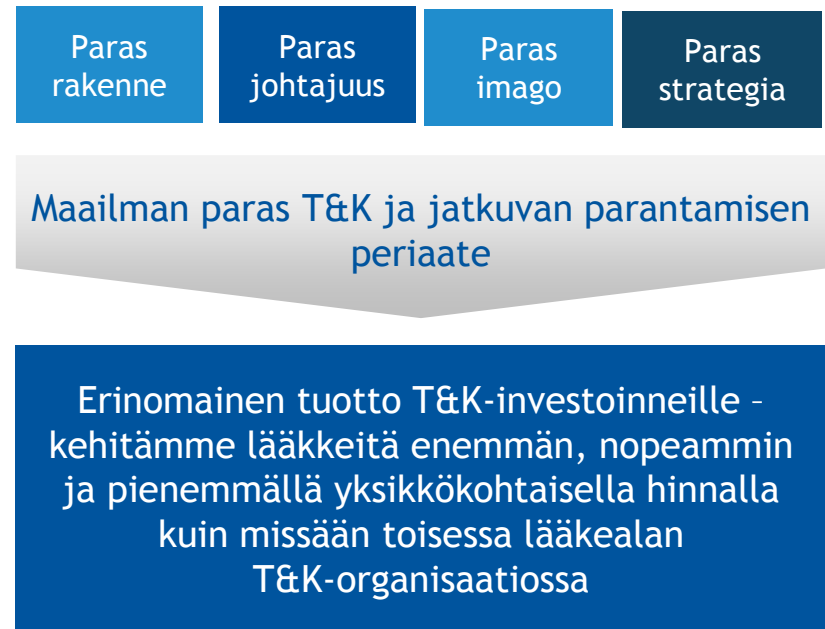 Paras
rakenne
Paras
johtajuus
Paras
imago
Paras
strategia
Maailman paras T&K ja jatkuvan parantamisen
periaate
Erinomainen tuotto T&K-investoinneille –
kehitämme lääkkeitä enemmän, nopeammin
ja pienemmällä yksikkökohtaisella hinnalla
kuin missään toisessa lääkealan
T&K-organisaatiossa